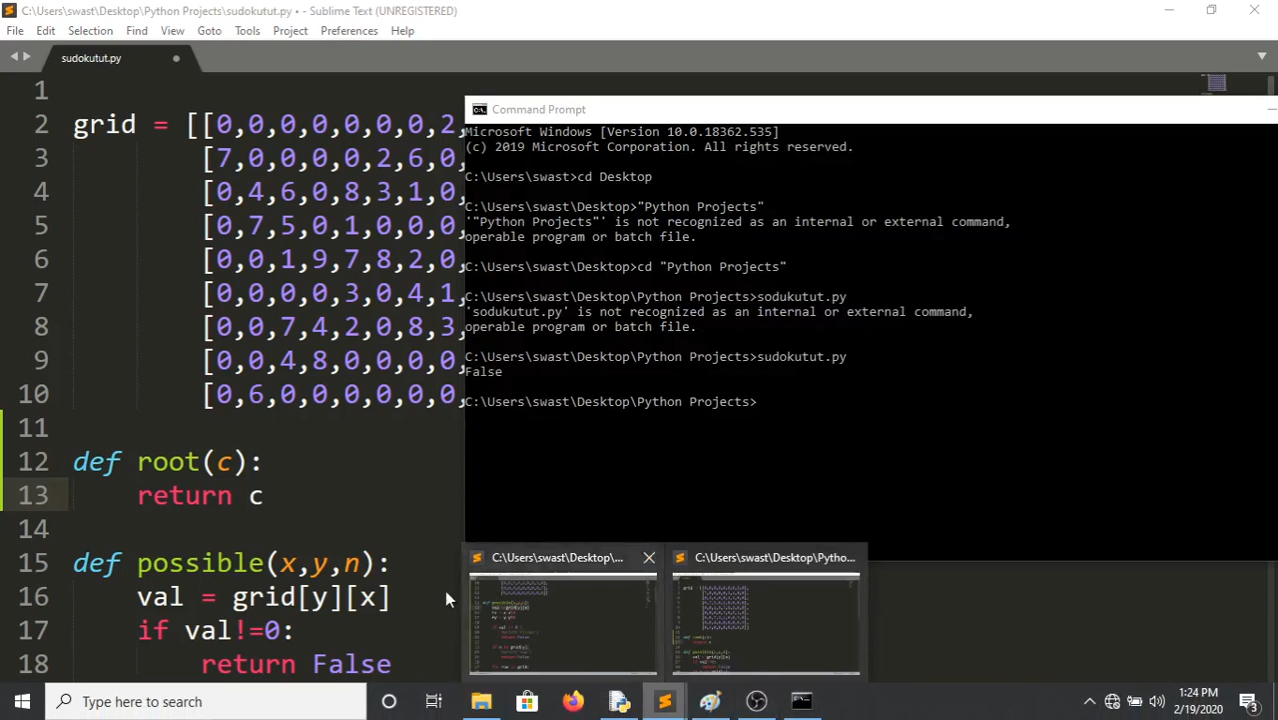 C:\Users\swast\Desktop\Python Projects\sudokutut.py • - Sublime Text (UNREGISTERED)
File Edit Selection Find View Goto Tools Project Preferences Help
sudokutut.py
1
2 grid = [[0,0,0,0,0,0,0,2,
3 [7,0,0,0,0,2,6,0,
4 [0,4,6,0,8,3,1,0,
5 [0,7,5,0,1,0,0,0,
6 [0,0,1,9,7,8,2,0,
7 [0,0,0,0,3,0,4,1,
8 [0,0,7,4,2,0,8,3,
9 [0,0,4,8,0,0,0,0,
10 [0,6,0,0,0,0,0,0,
11
12 def root(c):
13 return c
14
15 def possible(x,y,n):
16 val = grid[y][x]
17 if val!=0:
18 return False
Command Prompt
Microsoft Windows [Version 10.0.18362.535]
(c) 2019 Microsoft Corporation. All rights reserved.
C:\Users\swast>cd Desktop
C:\Users\swast\Desktop>"Python Projects"
'"Python Projects"' is not recognized as an internal or external command,
operable program or batch file.
C:\Users\swast\Desktop>cd "Python Projects"
C:\Users\swast\Desktop\Python Projects>sodukutut.py
'sodukutut.py' is not recognized as an internal or external command,
operable program or batch file.
C:\Users\swast\Desktop\Python Projects>sudokutut.py
False
C:\Users\swast\Desktop\Python Projects>
C:\Users\swast\Desktop\...
C:\Users\swast\Desktop\Pytho...
Type here to search
1:24 PM
2/19/2020
3